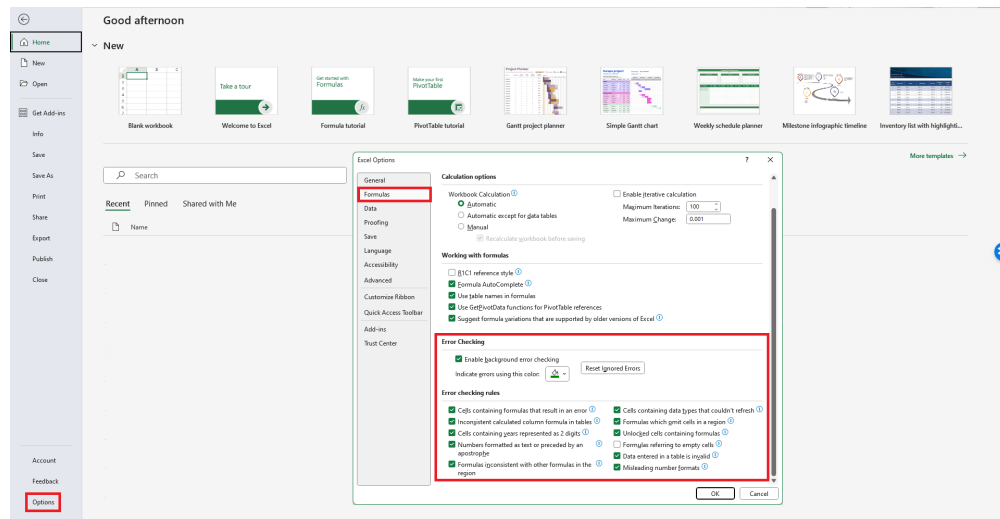 Good afternoon
Home
New
Open
Get Add-ins
Info
Save
Save As
Print
Share
Export
Publish
Close
Account
Feedback
Options
New
A B C
Take a tour
Get started with
Formulas
fx
Make your first
PivotTable
Project Planner
Blank workbook
Welcome to Excel
Formula tutorial
PivotTable tutorial
Gantt project planner
Simple Gantt chart
Weekly schedule planner
Milestone infographic timeline
Inventory list with highlighti...
More templates
Search
Recent Pinned Shared with Me
Name
Excel Options
? ×
General
Formulas
Data
Proofing
Save
Language
Accessibility
Advanced
Customize Ribbon
Quick Access Toolbar
Add-ins
Trust Center
Calculation options
Workbook Calculation
Automatic
Automatic except for data tables
Manual
Recalculate workbook before saving
Enable iterative calculation
Maximum Iterations: 100
Maximum Change: 0.001
Working with formulas
R1C1 reference style
Formula AutoComplete
Use table names in formulas
Use GetPivotData functions for PivotTable references
Suggest formula variations that are supported by older versions of Excel
Error Checking
Enable background error checking
Indicate errors using this color:
Reset Ignored Errors
Error checking rules
Cells containing formulas that result in an error
Inconsistent calculated column formula in tables
Cells containing years represented as 2 digits
Numbers formatted as text or preceded by an
apostrophe
Formulas inconsistent with other formulas in the
region
Cells containing data types that couldn't refresh
Formulas which omit cells in a region
Unlocked cells containing formulas
Formulas referring to empty cells
Data entered in a table is invalid
Misleading number formats
OK
Cancel